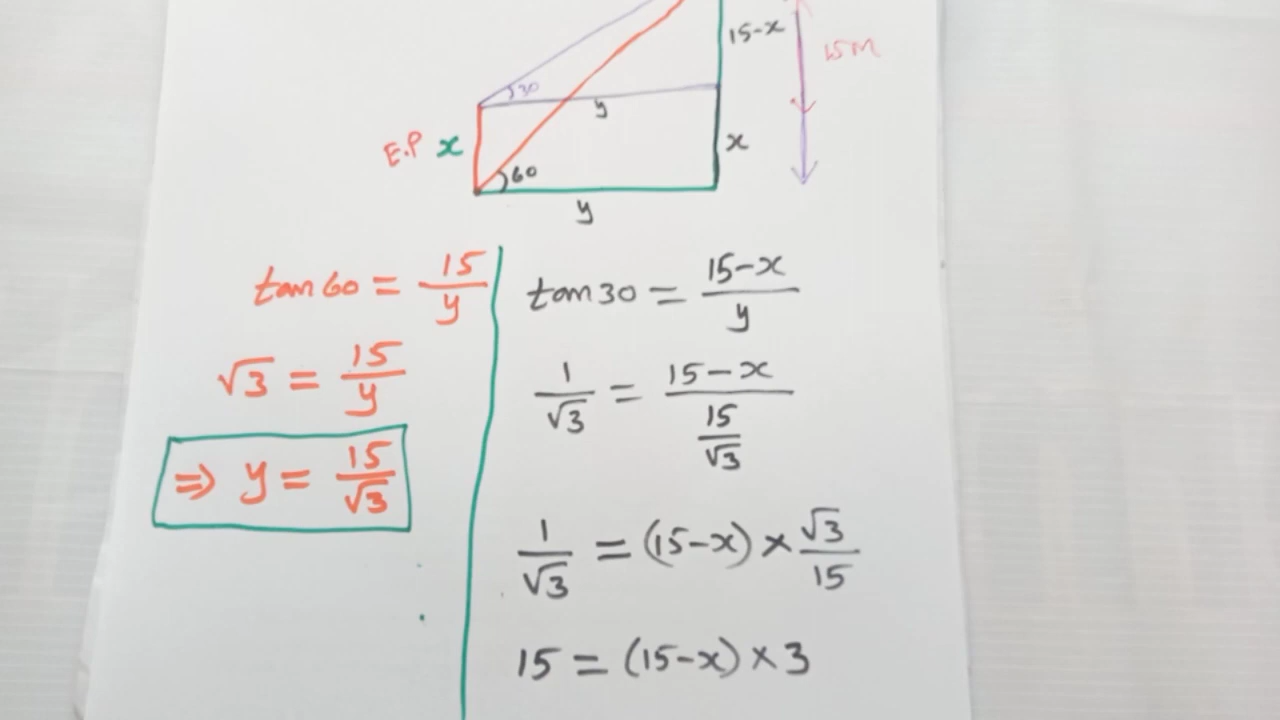 15-x
15m
30
y
E.P x
x
60
y
tan 60 = 15/y
√3 = 15/y
⇒ y = 15/√3
tan 30 = 15-x/y
1/√3 = 15-x/15/√3
1/√3 = (15-x) × √3/15
15 = (15-x) × 3